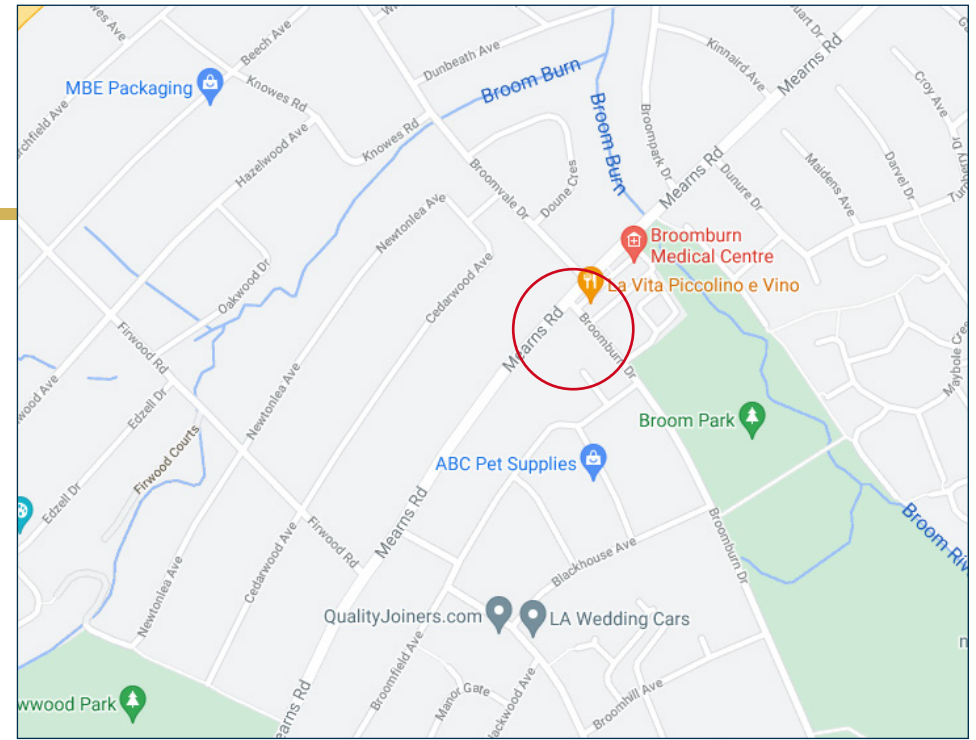 Beech Ave
Dunbeath Ave
Kinnaird Ave
Mearns Rd
MBE Packaging
Knowes Rd
Broom Burn
Croy Ave
Hazelwood Ave
Knowes Rd
Broom Burn
Broompark Dr
Mearns Rd
Dunure Dr
Maidens Ave
Darvel Dr
Broomvale Dr
Doune Cres
Newtonlea Ave
Broomburn
Medical Centre
Oakwood Dr
Cedarwood Ave
La Vita Piccolino e Vino
Firwood Rd
Mearns Rd
Broomburn Dr
Newtonlea Ave
Edzell Dr
Broom Park
Firwood Courts
ABC Pet Supplies
Edzell Dr
Mearns Rd
Firwood Rd
Cedarwood Ave
Blackhouse Ave
Broomburn Dr
Broom Riv
Newtonlea Ave
QualityJoiners.com
LA Wedding Cars
Broomfield Ave
Manor Gate
Broomhill Ave
wwood Park
earns Rd
lackwood Ave